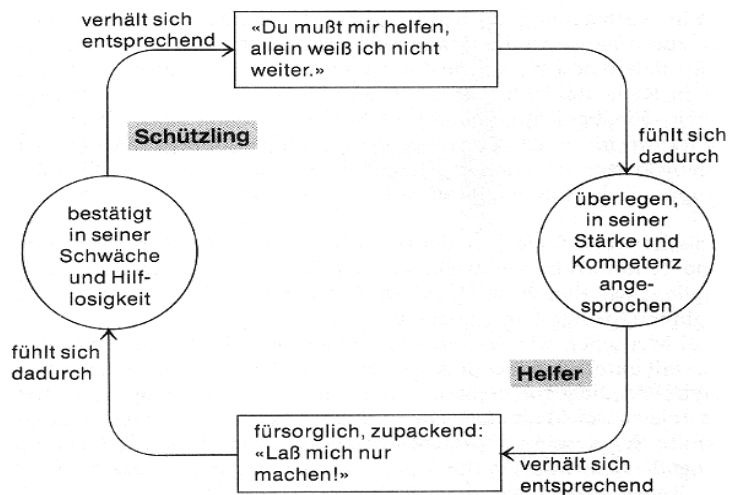 verhält sich
entsprechend
«Du mußt mir helfen,
allein weiß ich nicht
weiter.»
Schützling
fühlt sich
dadurch
bestätigt
in seiner
Schwäche
und Hilf-
losigkeit
überlegen,
in seiner
Stärke und
Kompetenz
ange-
sprochen
fühlt sich
dadurch
Helfer
fürsorglich, zupackend:
«Laß mich nur
machen!»
verhält sich
entsprechend